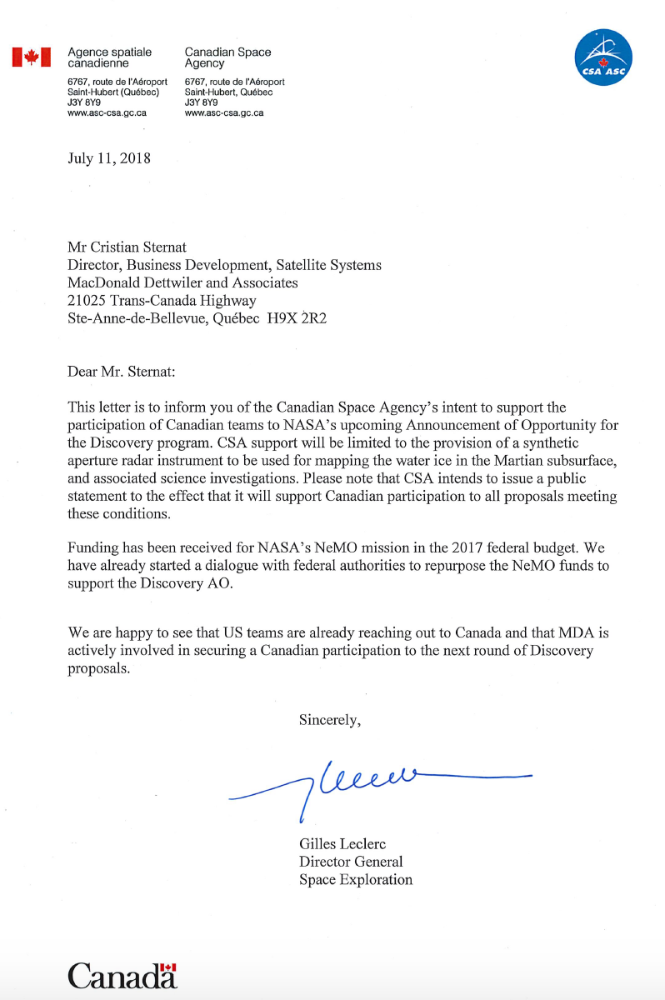 Agence spatiale
canadienne
6767, route de l'Aéroport
Saint-Hubert (Québec)
J3Y 8Y9
www.asc-csa.gc.ca
Canadian Space
Agency
6767, route de l'Aéroport
Saint-Hubert, Québec
J3Y 8Y9
www.asc-csa.gc.ca
CSA ASC
July 11, 2018
Mr Cristian Sternat
Director, Business Development, Satellite Systems
MacDonald Dettwiler and Associates
21025 Trans-Canada Highway
Ste-Anne-de-Bellevue, Québec H9X 2R2
Dear Mr. Sternat:
This letter is to inform you of the Canadian Space Agency's intent to support the
participation of Canadian teams to NASA's upcoming Announcement of Opportunity for
the Discovery program. CSA support will be limited to the provision of a synthetic
aperture radar instrument to be used for mapping the water ice in the Martian subsurface,
and associated science investigations. Please note that CSA intends to issue a public
statement to the effect that it will support Canadian participation to all proposals meeting
these conditions.
Funding has been received for NASA's NeMO mission in the 2017 federal budget. We
have already started a dialogue with federal authorities to repurpose the NeMO funds to
support the Discovery AO.
We are happy to see that US teams are already reaching out to Canada and that MDA is
actively involved in securing a Canadian participation to the next round of Discovery
proposals.
Sincerely,
Gilles Leclerc
Director General
Space Exploration
Canada